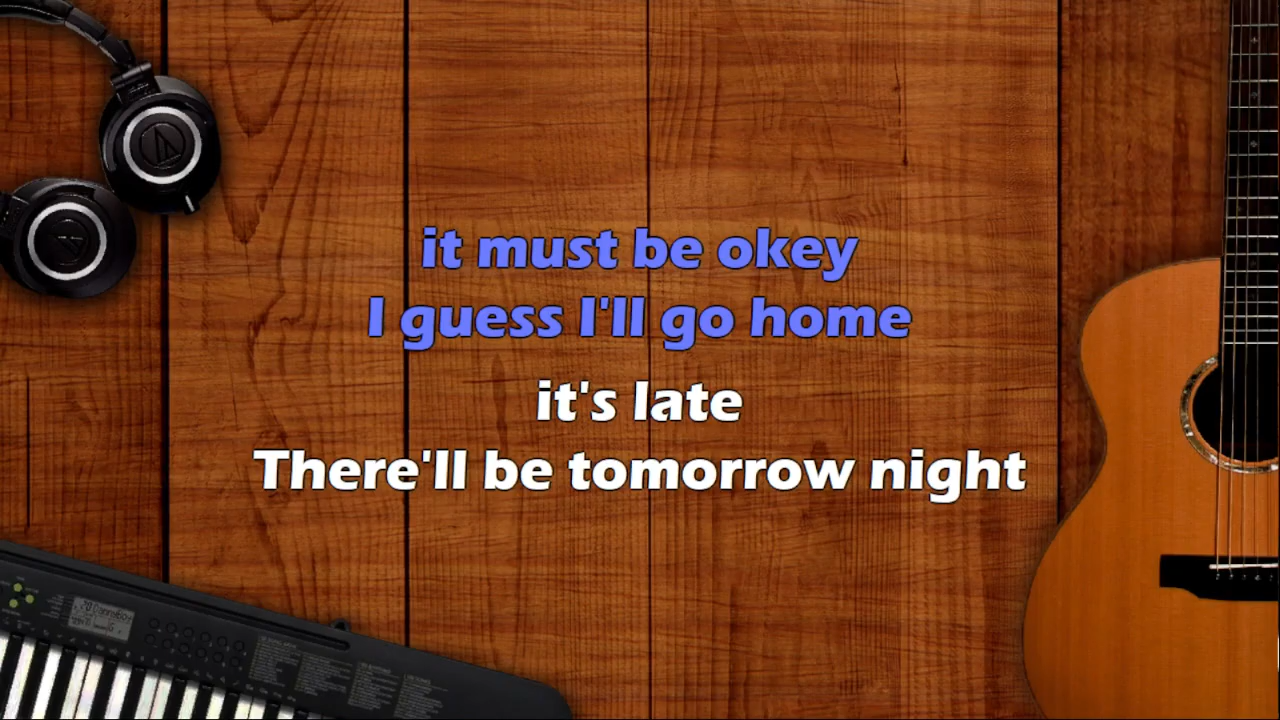 it must be okey
I guess I'll go home
it's late
There'll be tomorrow night